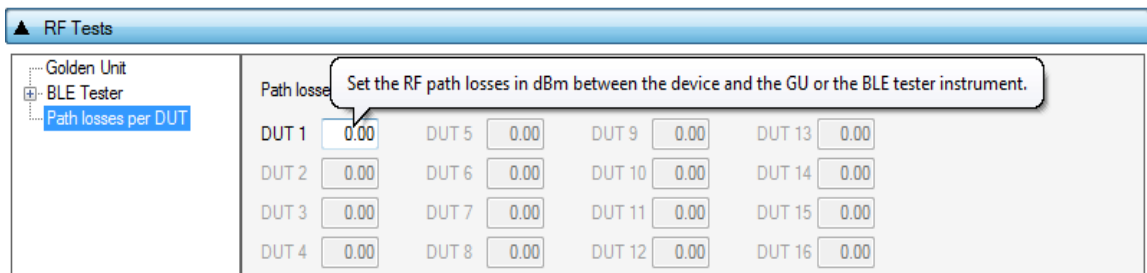 RF Tests
Golden Unit
BLE Tester
Path losses per DUT
Path losse
Set the RF path losses in dBm between the device and the GU or the BLE tester instrument.
DUT 1 0.00 DUT 5 0.00 DUT 9 0.00 DUT 13 0.00
DUT 2 0.00 DUT 6 0.00 DUT 10 0.00 DUT 14 0.00
DUT 3 0.00 DUT 7 0.00 DUT 11 0.00 DUT 15 0.00
DUT 4 0.00 DUT 8 0.00 DUT 12 0.00 DUT 16 0.00